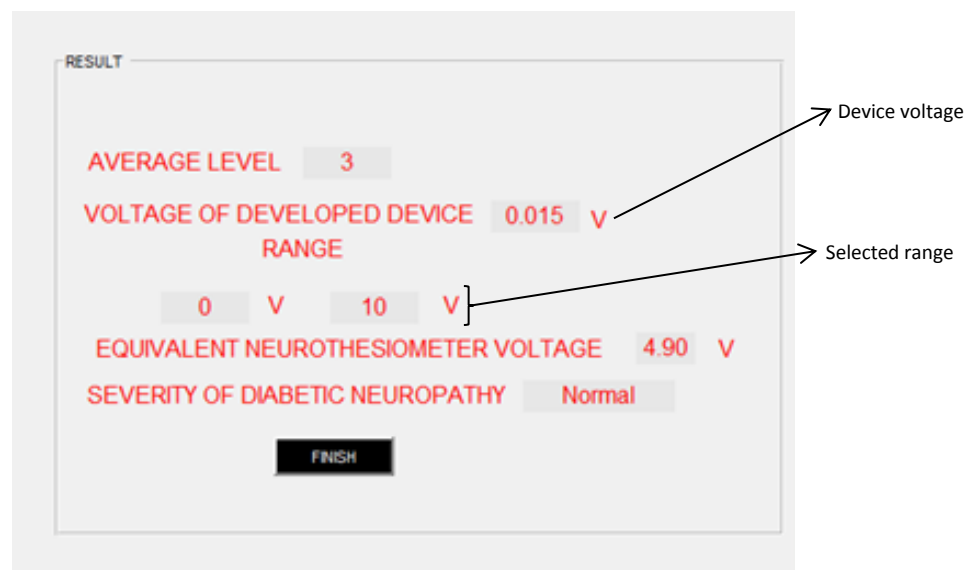 RESULT
Device voltage
AVERAGE LEVEL 3
VOLTAGE OF DEVELOPED DEVICE 0.015 V
RANGE
Selected range
0 V 10 V
EQUIVALENT NEUROTHESIOMETER VOLTAGE 4.90 V
SEVERITY OF DIABETIC NEUROPATHY Normal
FINISH